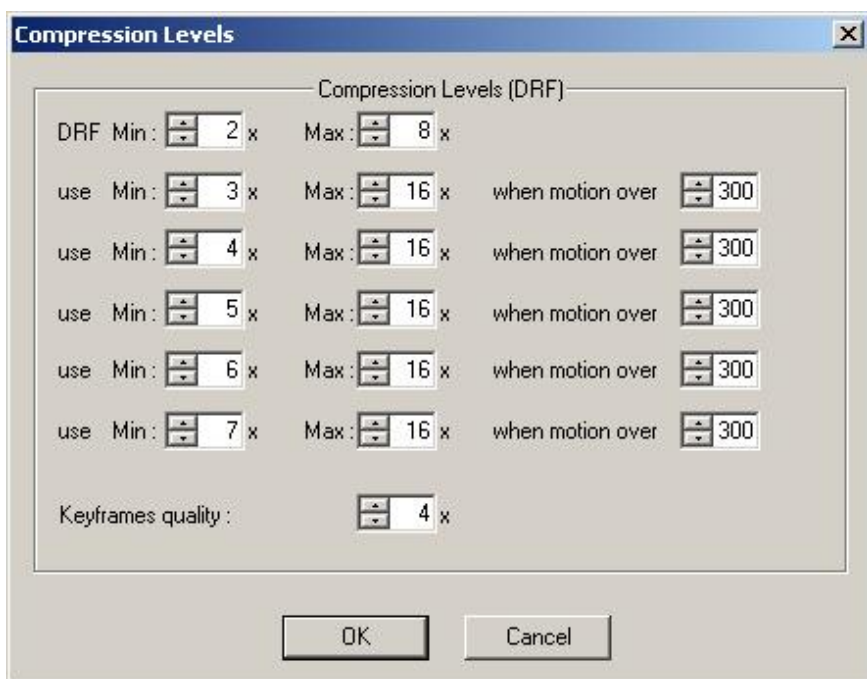 Compression Levels
Compression Levels (DRF)
DRF Min : 2 x Max : 8 x
use Min : 3 x Max : 16 x when motion over 300
use Min : 4 x Max : 16 x when motion over 300
use Min : 5 x Max : 16 x when motion over 300
use Min : 6 x Max : 16 x when motion over 300
use Min : 7 x Max : 16 x when motion over 300
Keyframes quality : 4 x
OK Cancel